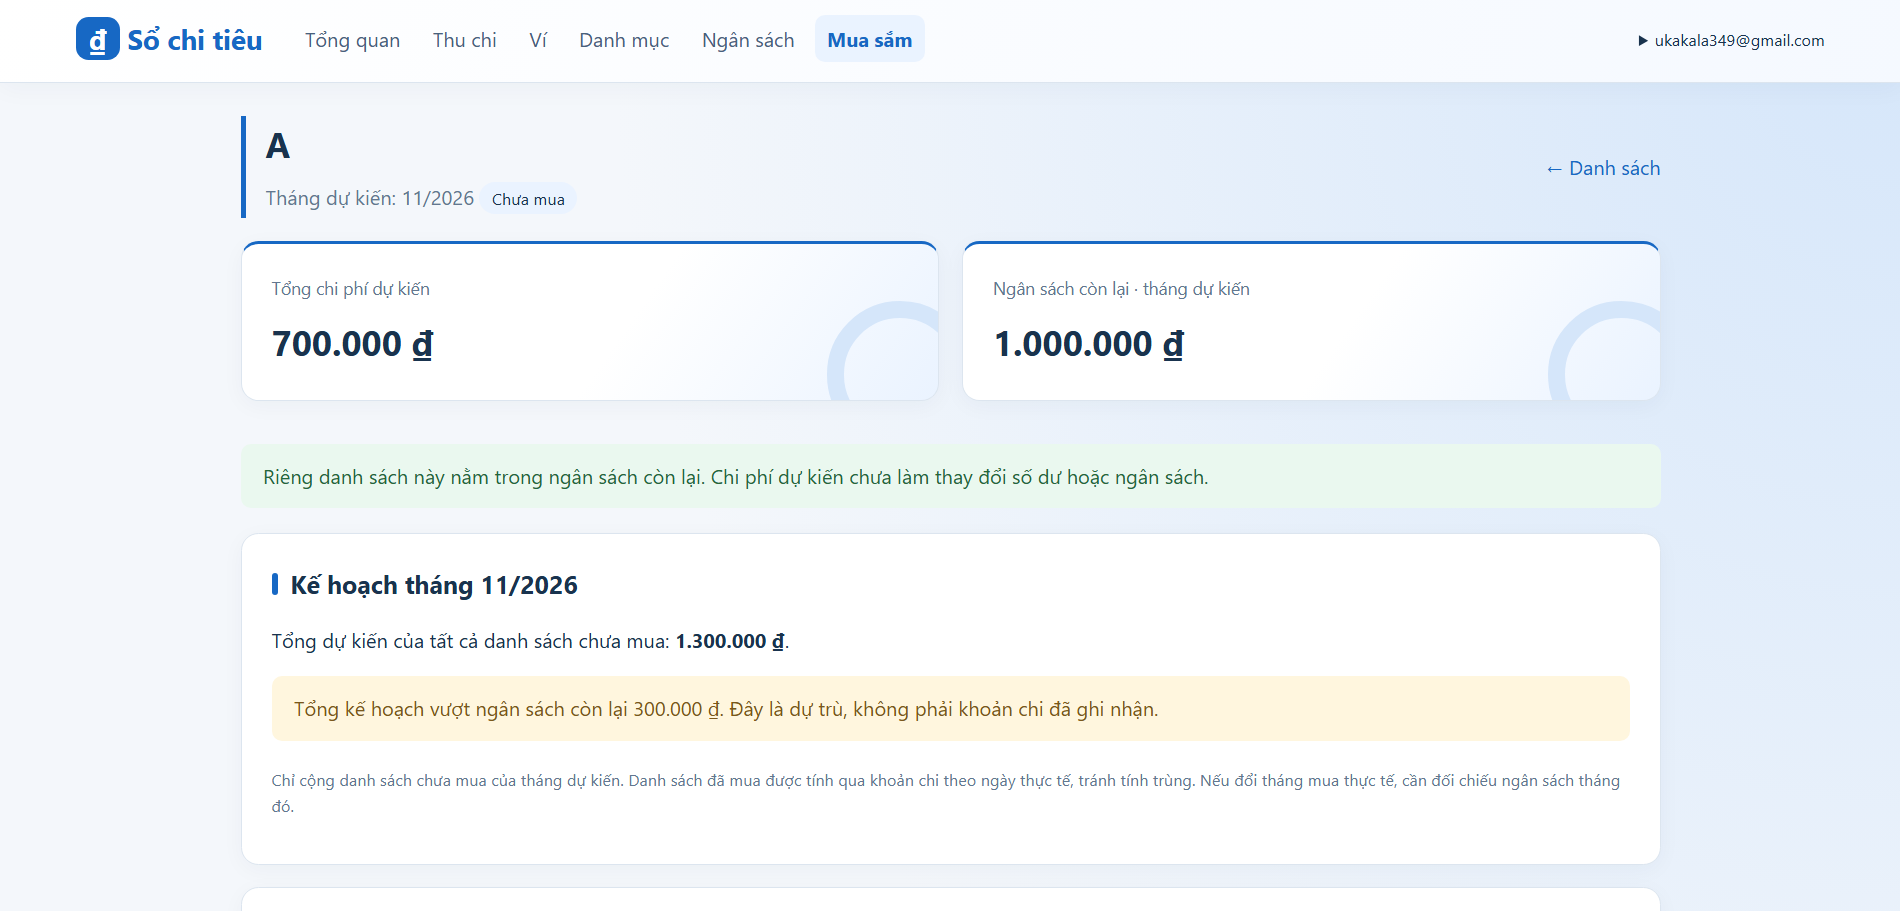 ₫ Sổ chi tiêu Tổng quan Thu chi Ví Danh mục Ngân sách Mua sắm ▶ ukakala349@gmail.com
A
← Danh sách
Tháng dự kiến: 11/2026 Chưa mua
Tổng chi phí dự kiến
700.000 ₫
Ngân sách còn lại · tháng dự kiến
1.000.000 ₫
Riêng danh sách này nằm trong ngân sách còn lại. Chi phí dự kiến chưa làm thay đổi số dư hoặc ngân sách.
Kế hoạch tháng 11/2026
Tổng dự kiến của tất cả danh sách chưa mua: 1.300.000 ₫.
Tổng kế hoạch vượt ngân sách còn lại 300.000 ₫. Đây là dự trù, không phải khoản chi đã ghi nhận.
Chỉ cộng danh sách chưa mua của tháng dự kiến. Danh sách đã mua được tính qua khoản chi theo ngày thực tế, tránh tính trùng. Nếu đổi tháng mua thực tế, cần đối chiếu ngân sách tháng
đó.